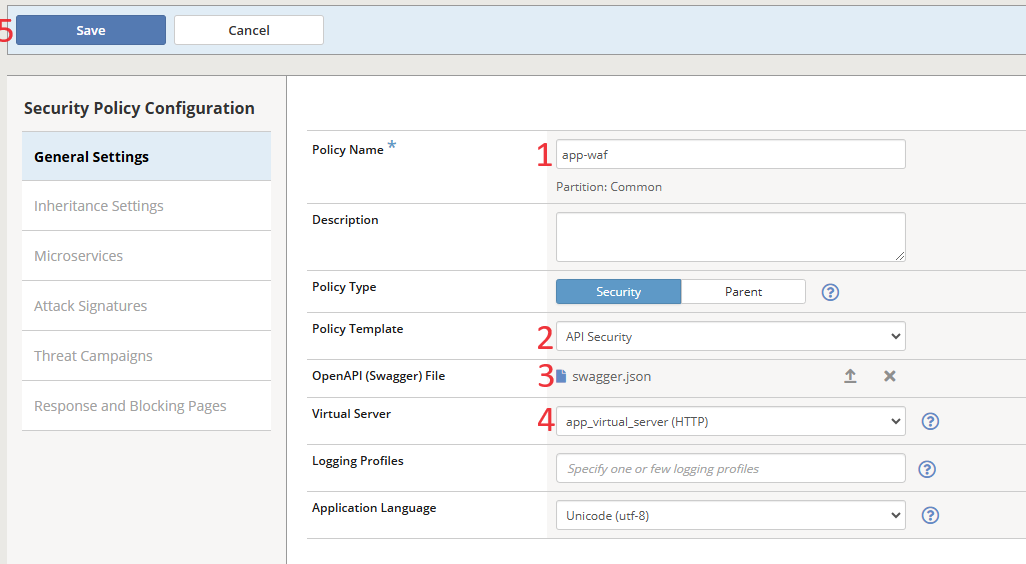 5 Save Cancel
Security Policy Configuration
General Settings
Inheritance Settings
Microservices
Attack Signatures
Threat Campaigns
Response and Blocking Pages
Policy Name * 1 app-waf
Partition: Common
Description
Policy Type Security Parent ?
Policy Template 2 API Security
OpenAPI (Swagger) File 3 swagger.json
Virtual Server 4 app_virtual_server (HTTP) ?
Logging Profiles Specify one or few logging profiles ?
Application Language Unicode (utf-8) ?